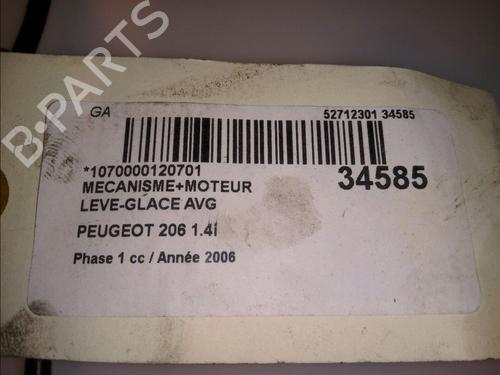 GA
52712301 34585
*1070000120701
34585
MECANISME+MOTEUR
LEVE-GLACE AVG
PEUGEOT 206 1.4I
Phase 1 cc / Année 2006
B-PARTS